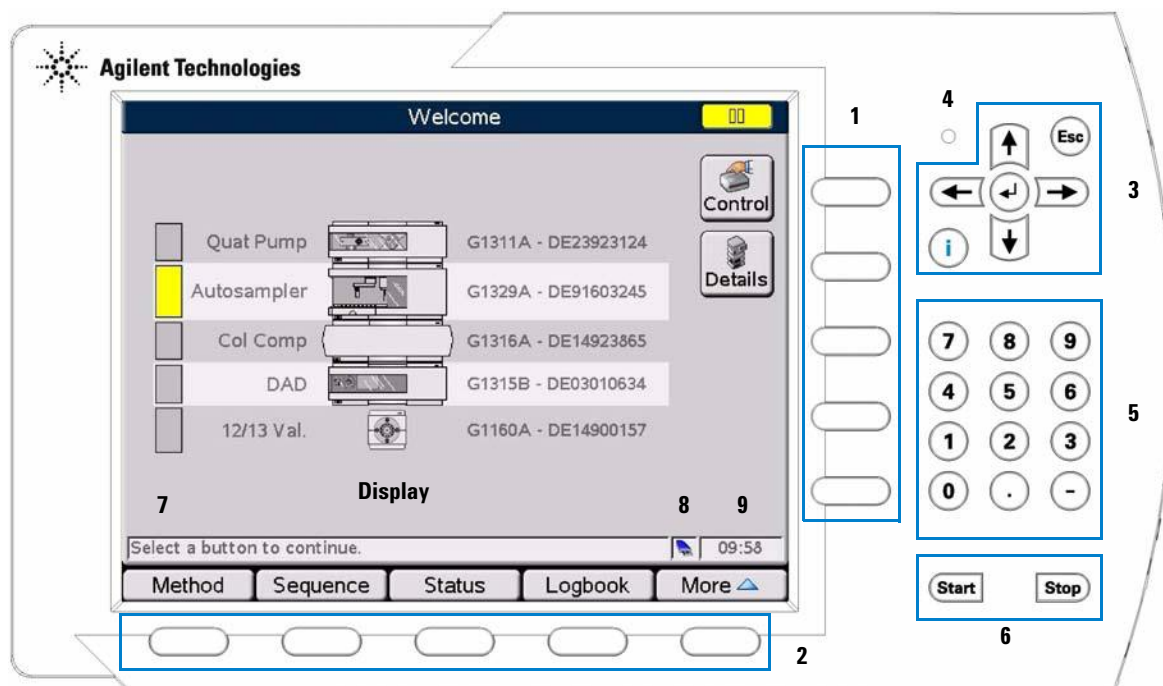 Agilent Technologies
Welcome
1
4
Esc
3
Control
Quat Pump G1311A - DE23923124
i
Details
Autosampler G1329A - DE91603245
Col Comp G1316A - DE14923865
7 8 9
DAD G1315B - DE03010634
4 5 6
5
12/13 Val. G1160A - DE14900157
1 2 3
Display
7
8 9
0 . -
Select a button to continue.
09:58
Method Sequence Status Logbook More
Start Stop
6
2